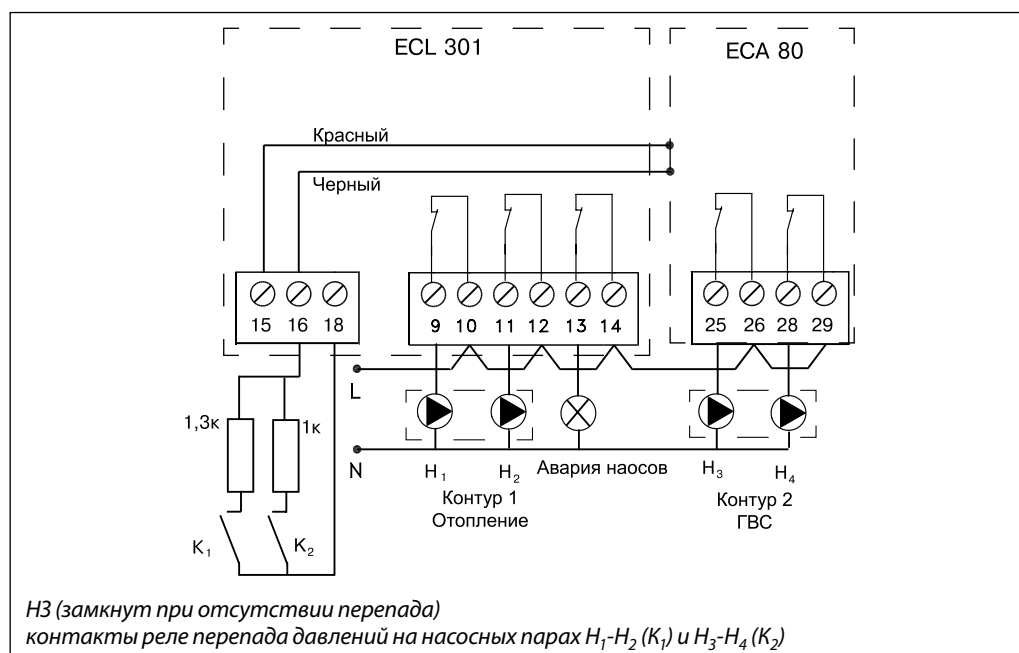 ECL 301
ECA 80
Красный
Черный
15 16 18
9 10 11 12 13 14
25 26 28 29
L
1,3к
1к
N
H1 H2 Авария наосов H3 H4
Контур 1
Отопление
Контур 2
ГВС
K1
K2
НЗ (замкнут при отсутствии перепада)
контакты реле перепада давлений на насосных парах H1-H2 (K1) и H3-H4 (K2)